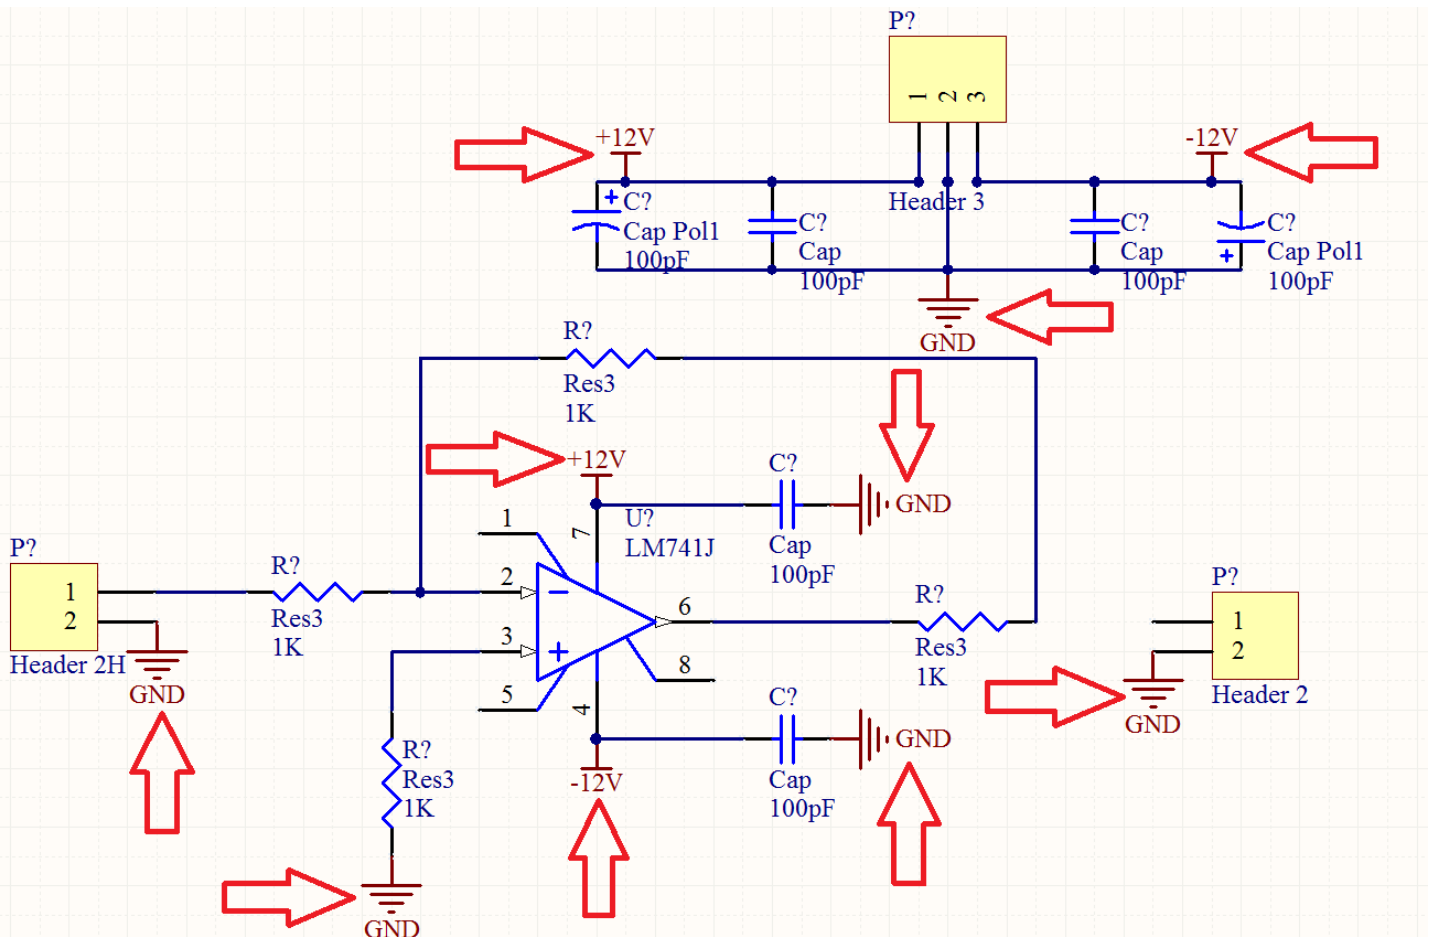 P?
1
2
3
Header 3
+12V
-12V
C?
Cap Pol1
100pF
C?
Cap
100pF
C?
Cap
100pF
C?
Cap Pol1
100pF
GND
R?
Res3
1K
+12V
C?
Cap
100pF
GND
U?
LM741J
1
7
2
3
5
4
6
8
P?
1
2
Header 2H
GND
R?
Res3
1K
R?
Res3
1K
GND
-12V
C?
Cap
100pF
GND
R?
Res3
1K
P?
1
2
Header 2
GND